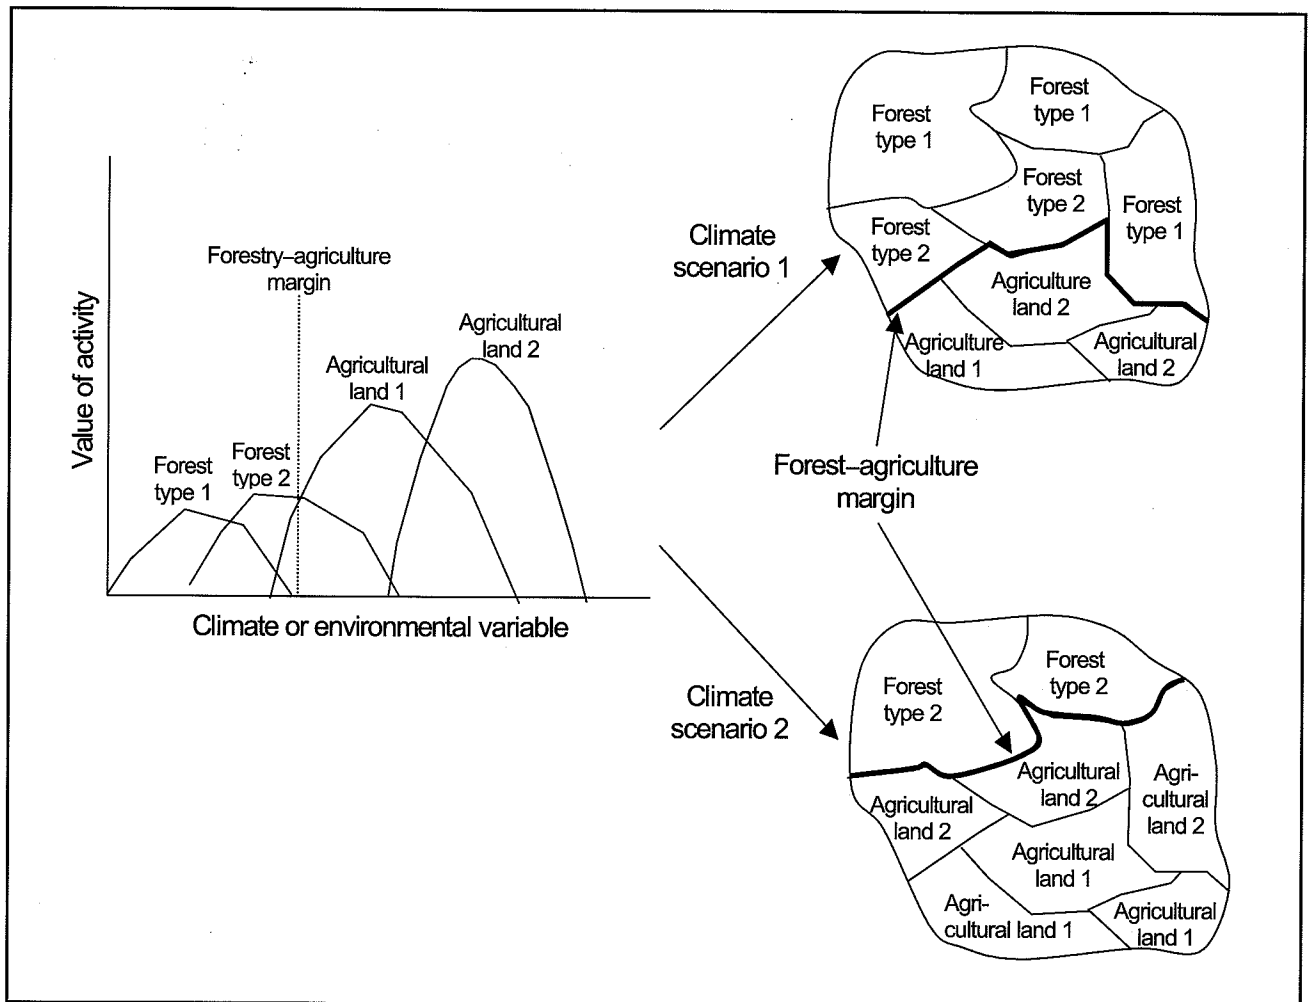 Forestry–agriculture
margin
Value of activity
Forest
type 1
Forest
type 2
Agricultural
land 1
Agricultural
land 2
Climate or environmental variable
Climate
scenario 1
Forest
type 1
Forest
type 1
Forest
type 2
Forest
type 1
Forest
type 2
Agriculture
land 2
Agriculture
land 1
Agricultural
land 2
Forest–agriculture
margin
Climate
scenario 2
Forest
type 2
Forest
type 2
Agricultural
land 2
Agri-
cultural
land 2
Agricultural
land 2
Agricultural
land 1
Agri-
cultural land 1
Agricultural
land 1